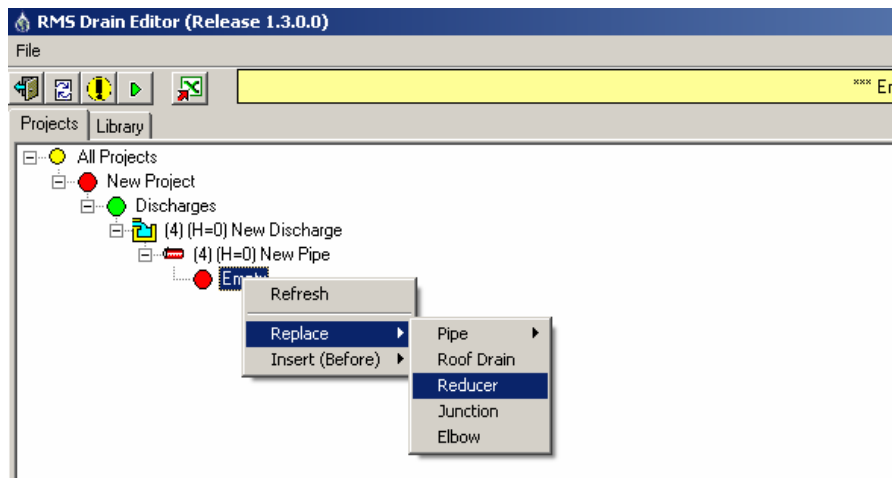 RMS Drain Editor (Release 1.3.0.0)
File
***
Projects Library
All Projects
New Project
Discharges
(4) (H=0) New Discharge
(4) (H=0) New Pipe
Empty
Refresh
Replace
Insert (Before)
Pipe
Roof Drain
Reducer
Junction
Elbow